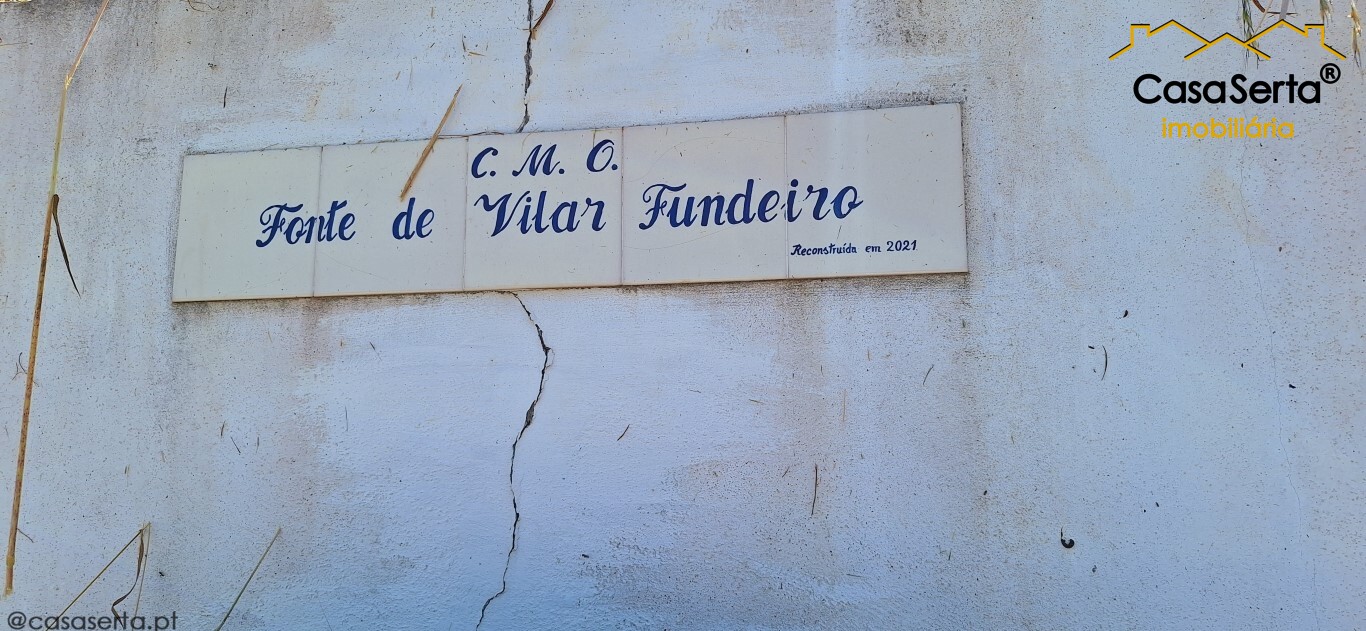 CasaSerta®
imobiliária
C. M. O.
Fonte de Vilar Fundeiro
Reconstruída em 2021
@casaserta.pt